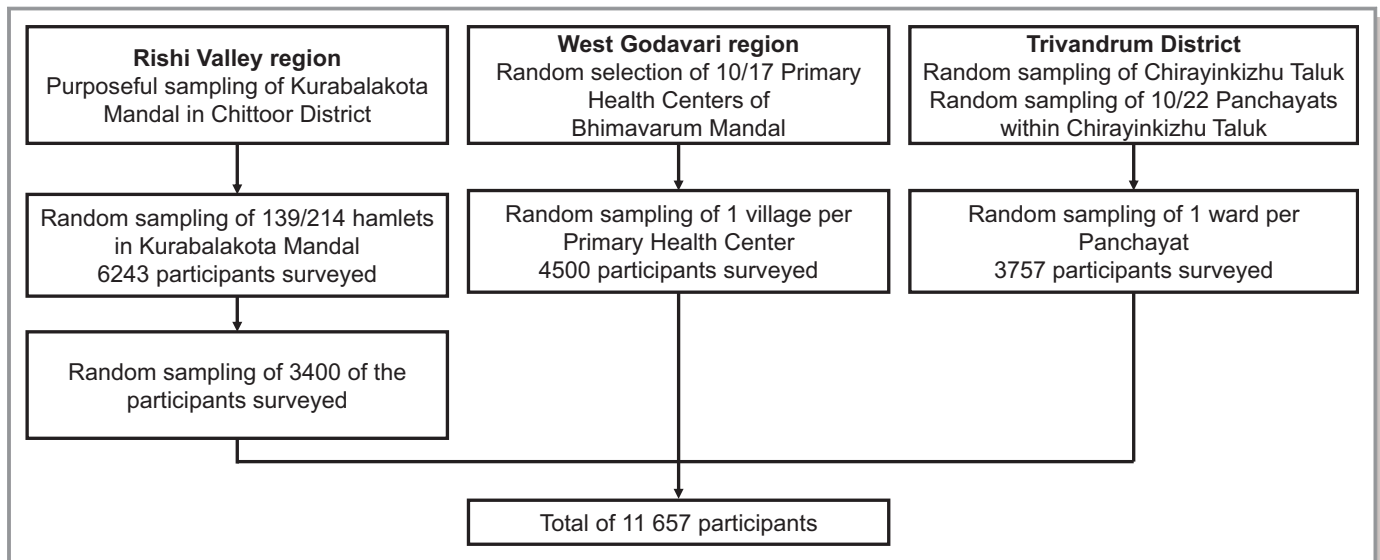 Rishi Valley region
Purposeful sampling of Kurabalakota
Mandal in Chittoor District
West Godavari region
Random selection of 10/17 Primary
Health Centers of
Bhimavarum Mandal
Trivandrum District
Random sampling of Chirayinkizhu Taluk
Random sampling of 10/22 Panchayats
within Chirayinkizhu Taluk
Random sampling of 139/214 hamlets
in Kurabalakota Mandal
6243 participants surveyed
Random sampling of 1 village per
Primary Health Center
4500 participants surveyed
Random sampling of 1 ward per
Panchayat
3757 participants surveyed
Random sampling of 3400 of the
participants surveyed
Total of 11 657 participants